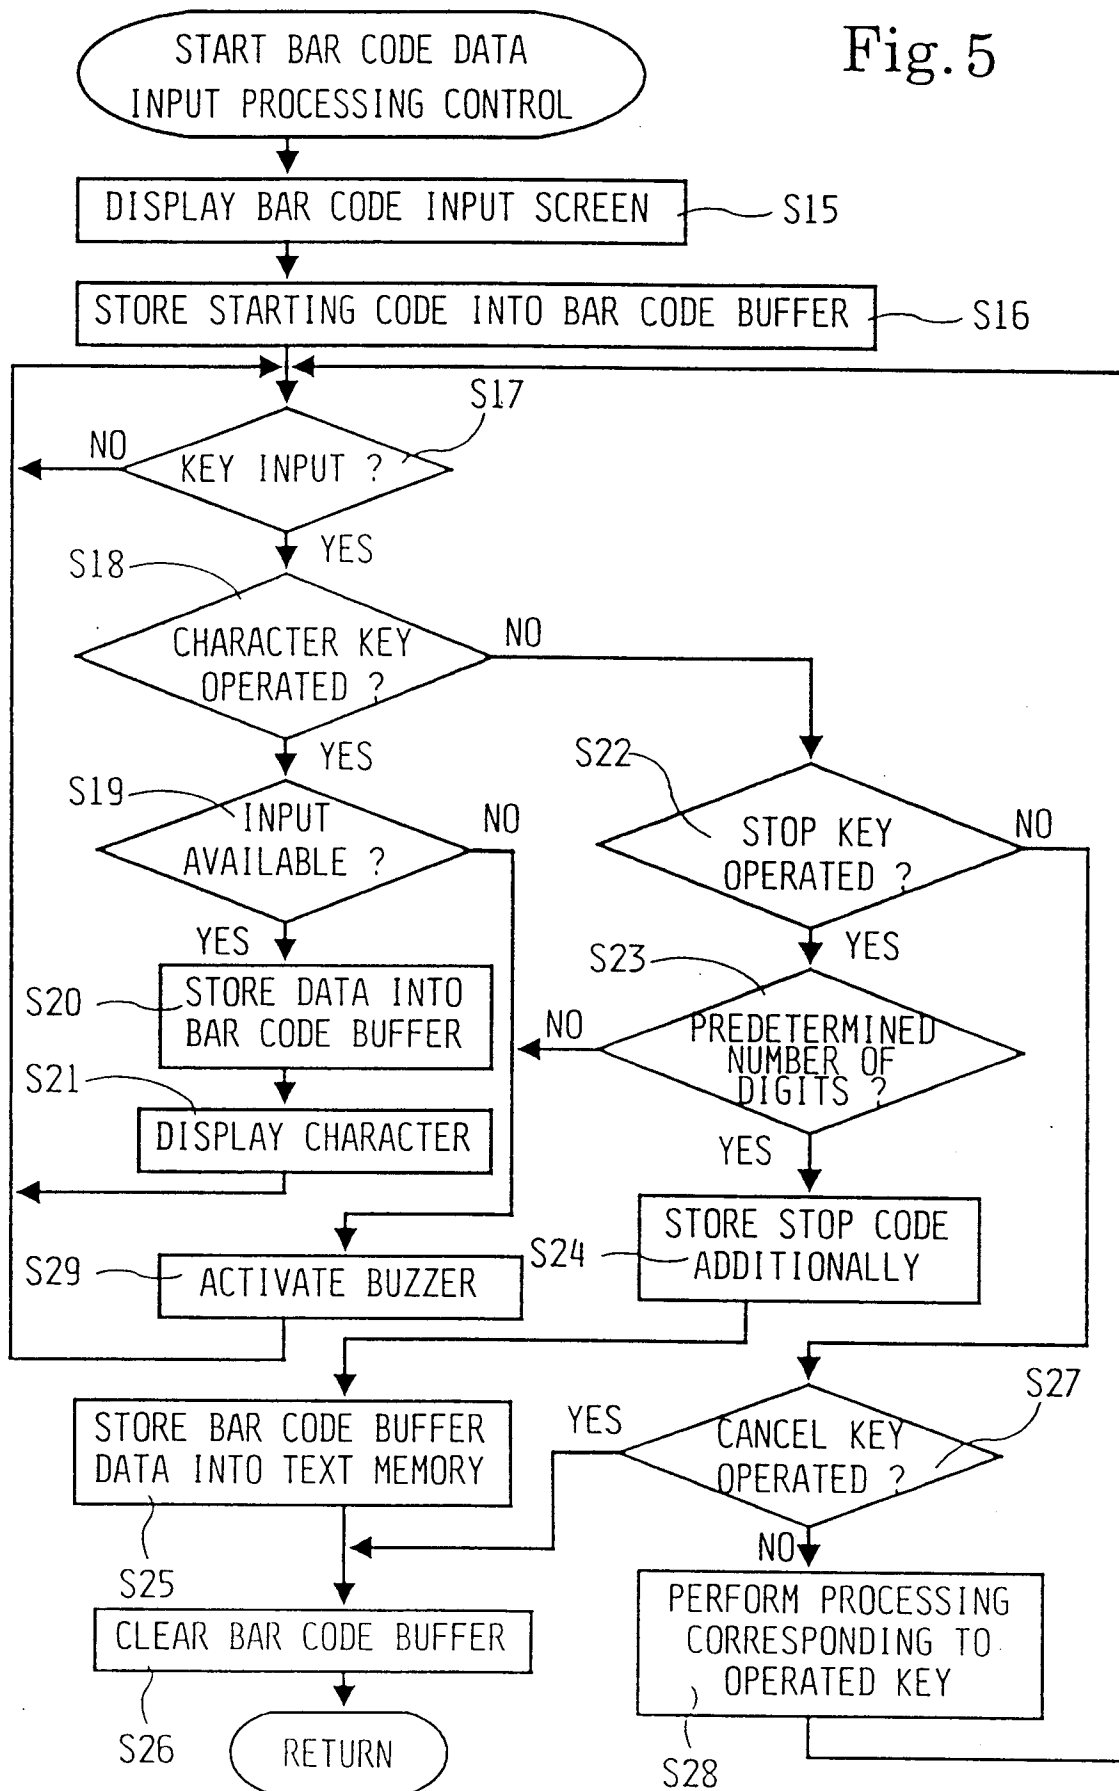 Fig. 5
START BAR CODE DATA
INPUT PROCESSING CONTROL
DISPLAY BAR CODE INPUT SCREEN
S15
STORE STARTING CODE INTO BAR CODE BUFFER
S16
S17
NO
KEY INPUT ?
YES
S18
CHARACTER KEY
OPERATED ?
NO
YES
S19
INPUT
AVAILABLE ?
NO
S22
STOP KEY
OPERATED ?
NO
YES
YES
S20
STORE DATA INTO
BAR CODE BUFFER
S23
NO
PREDETERMINED
NUMBER OF
DIGITS ?
S21
DISPLAY CHARACTER
YES
STORE STOP CODE
ADDITIONALLY
S24
S29
ACTIVATE BUZZER
S27
STORE BAR CODE BUFFER
DATA INTO TEXT MEMORY
YES
CANCEL KEY
OPERATED ?
S25
NO
CLEAR BAR CODE BUFFER
PERFORM PROCESSING
CORRESPONDING TO
OPERATED KEY
S26
RETURN
S28